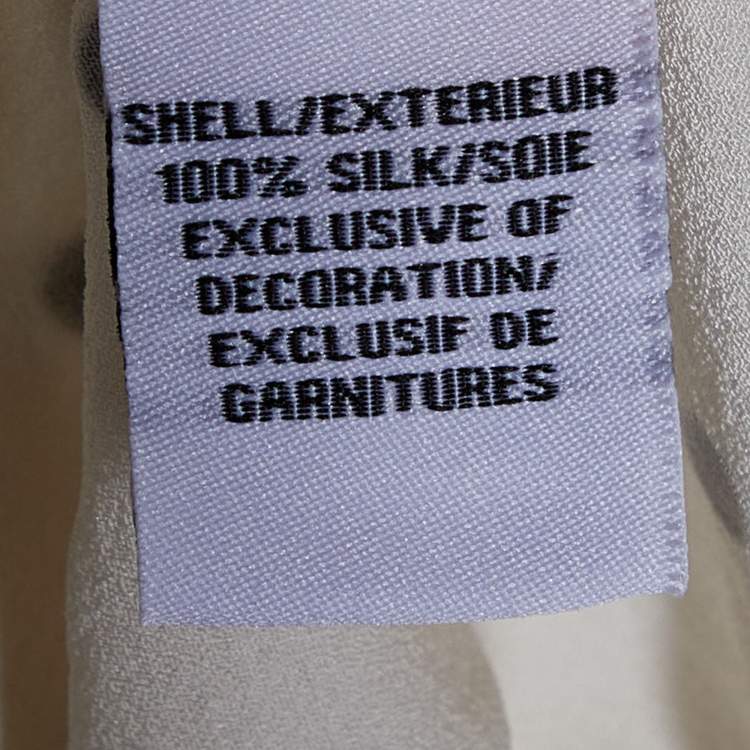 SHELL/EXTERIEUR
100% SILK/SOIE
EXCLUSIVE OF
DECORATION/
EXCLUSIF DE
GARNITURES